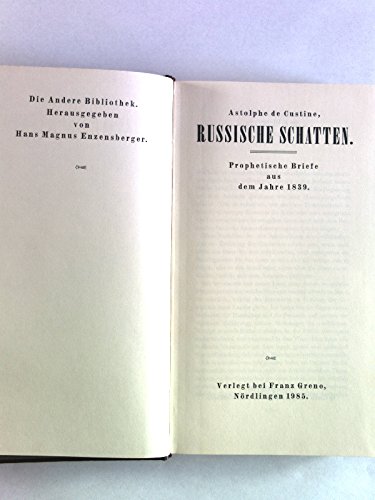 Die Andere Bibliothek.
Herausgegeben
von
Hans Magnus Enzensberger.
Astolphe de Custine,
RUSSISCHE SCHATTEN.
Prophetische Briefe
aus
dem Jahre 1839.
Verlegt bei Franz Greno,
Nördlingen 1985.